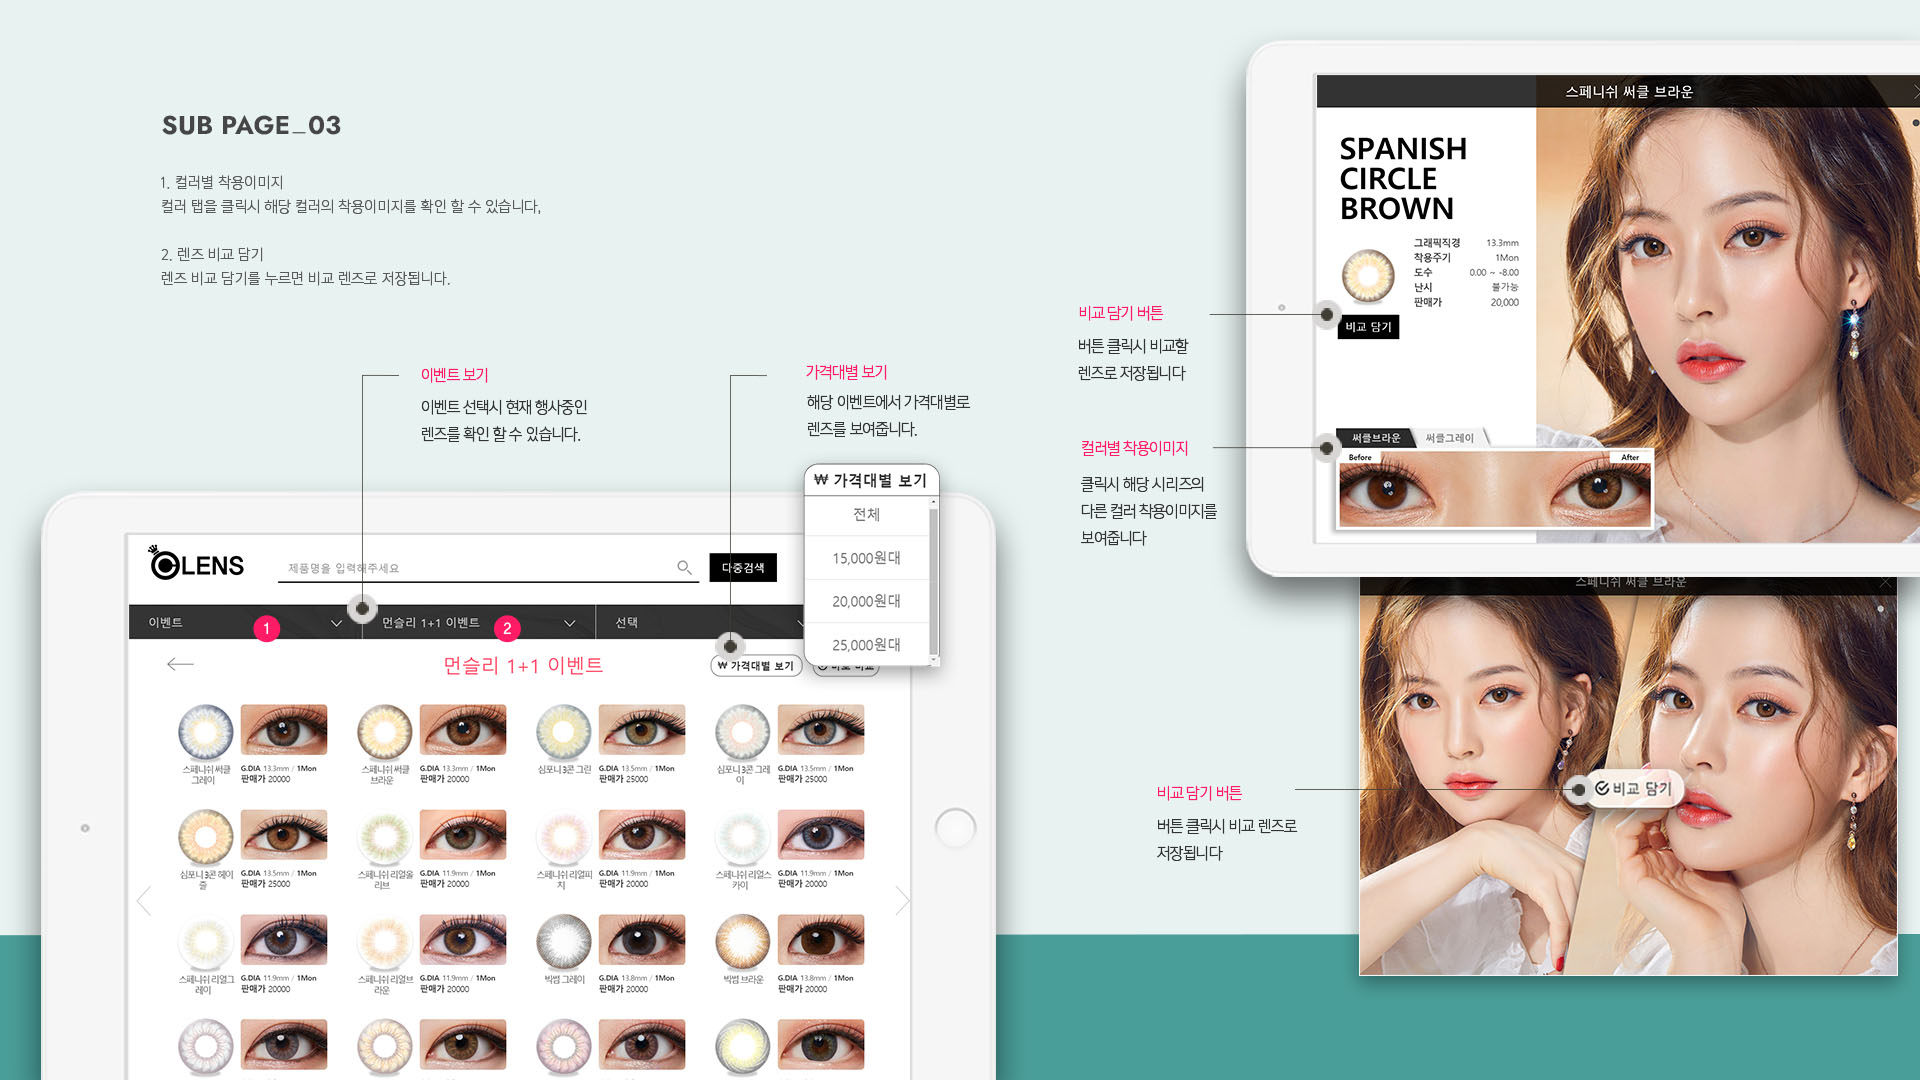 SUB PAGE_03
1. 컬러별 착용이미지
컬러 탭을 클릭시 해당 컬러의 착용이미지를 확인 할 수 있습니다.
2. 렌즈 비교 담기
렌즈 비교 담기를 누르면 비교 렌즈로 저장됩니다.
이벤트 보기
이벤트 선택시 현재 행사중인
렌즈를 확인 할 수 있습니다.
가격대별 보기
해당 이벤트에서 가격대별로
렌즈를 보여줍니다.
₩ 가격대별 보기
전체
15,000원대
20,000원대
25,000원대
OLENS
제품명을 입력해주세요
다중검색
이벤트
1
먼슬리 1+1 이벤트
2
선택
먼슬리 1+1 이벤트
₩ 가격대별 보기
스페니쉬 써클
그레이
G.DIA 13.3mm / 1Mon
판매가 20000
스페니쉬 써클
브라운
G.DIA 13.3mm / 1Mon
판매가 20000
심포니 3콘 그린
G.DIA 13.5mm / 1Mon
판매가 25000
심포니 3콘 그레
이
G.DIA 13.5mm / 1Mon
판매가 25000
심포니 3콘 헤이
즐
G.DIA 13.5mm / 1Mon
판매가 25000
스페니쉬 리얼올
리브
G.DIA 11.9mm / 1Mon
판매가 20000
스페니쉬 리얼피
치
G.DIA 11.9mm / 1Mon
판매가 20000
스페니쉬 리얼스
카이
G.DIA 11.9mm / 1Mon
판매가 20000
스페니쉬 리얼그
레이
G.DIA 11.9mm / 1Mon
판매가 20000
스페니쉬 리얼브
라운
G.DIA 11.9mm / 1Mon
판매가 20000
빅썸 그레이
G.DIA 13.8mm / 1Mon
판매가 20000
빅썸 브라운
G.DIA 13.8mm / 1Mon
판매가 20000
비교 담기 버튼
버튼 클릭시 비교할
렌즈로 저장됩니다
컬러별 착용이미지
클릭시 해당 시리즈의
다른 컬러 착용이미지를
보여줍니다
스페니쉬 써클 브라운
SPANISH
CIRCLE
BROWN
그래픽직경 13.3mm
착용주기 1Mon
도수 0.00 ~ -8.00
난시 불가능
판매가 20,000
비교 담기
써클브라운
써클그레이
Before
After
스페니쉬 써클 브라운
비교 담기 버튼
버튼 클릭시 비교 렌즈로
저장됩니다
비교 담기